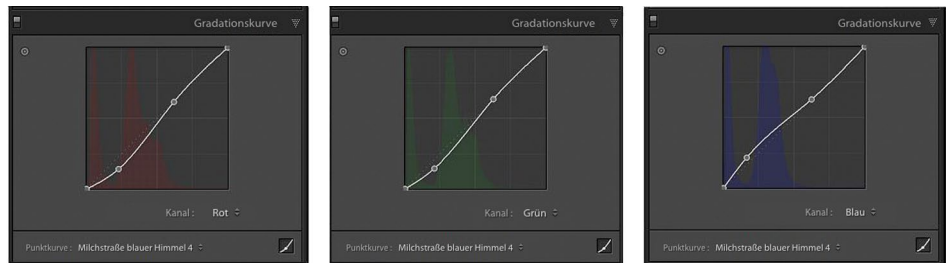 Gradationskurve
Kanal : Rot
Punktkurve : Milchstraße blauer Himmel 4
Gradationskurve
Kanal : Grün
Punktkurve : Milchstraße blauer Himmel 4
Gradationskurve
Kanal : Blau
Punktkurve : Milchstraße blauer Himmel 4